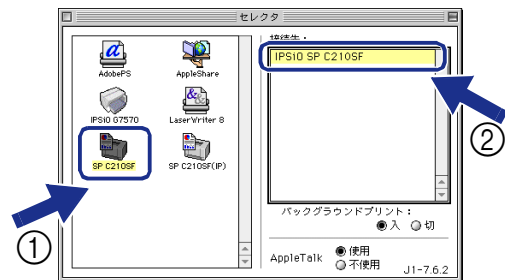 セレクタ
AdobePS
AppleShare
IPSiO G7570
LaserWriter 8
SP C210SF
SP C210SF(IP)
①
接続先：
IPSiO SP C210SF
②
バックグラウンドプリント：
入 切
AppleTalk 使用
不使用
J1-7.6.2